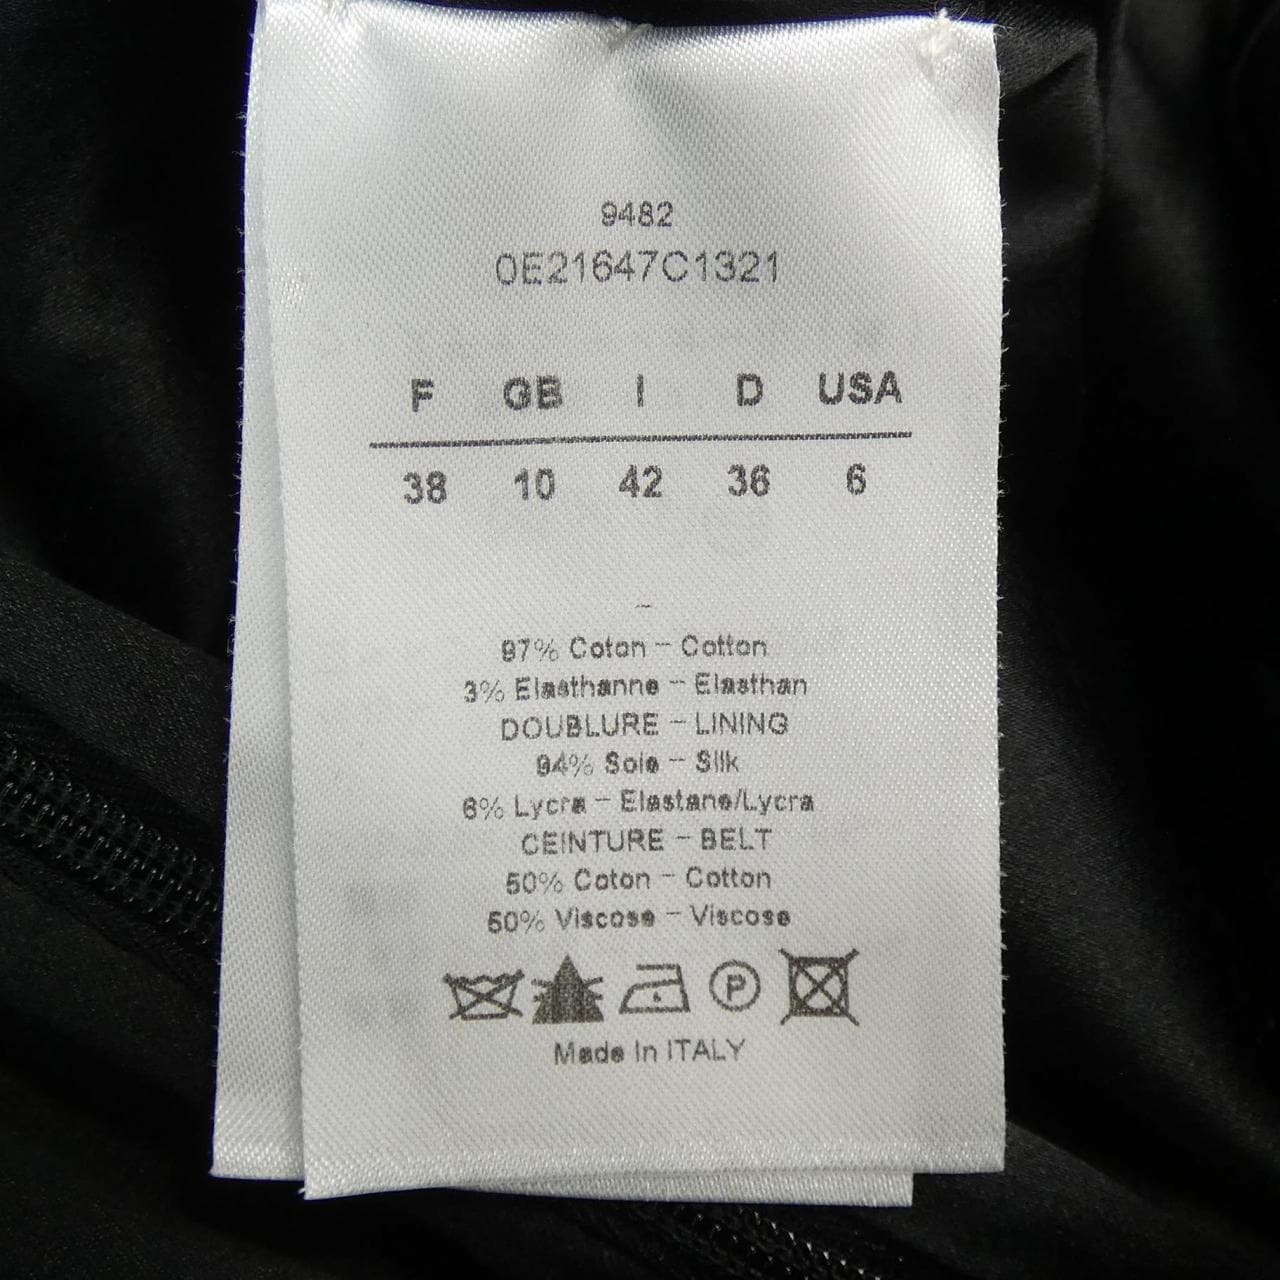 9482
0E21647C1321
F GB I D USA
38 10 42 36 6
97% Coton - Cotton
3% Elasthanne - Elasthan
DOUBLURE - LINING
94% Soie - Silk
6% Lycra - Elastane/Lycra
CEINTURE - BELT
50% Coton - Cotton
50% Viscose - Viscose
P
Made in ITALY